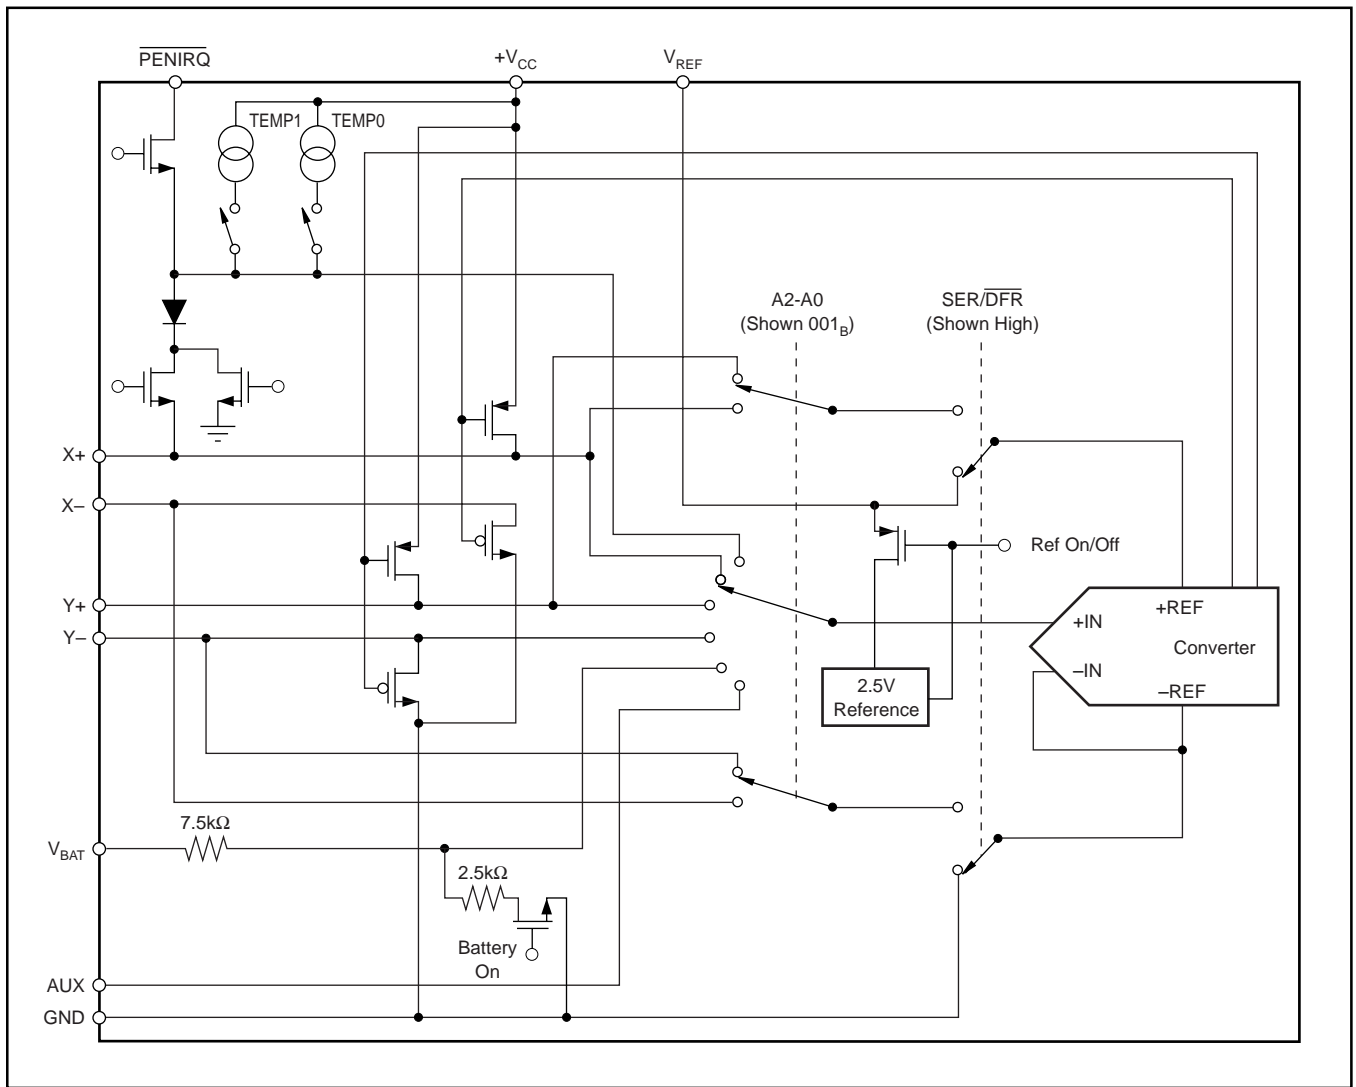 PENIRQ
+VCC
VREF
TEMP1
TEMP0
A2-A0
(Shown 001B)
SER/DFR
(Shown High)
X+
X–
Ref On/Off
Y+
+REF
+IN
Y–
Converter
–IN
2.5V
Reference
–REF
7.5kΩ
VBAT
2.5kΩ
Battery
On
AUX
GND